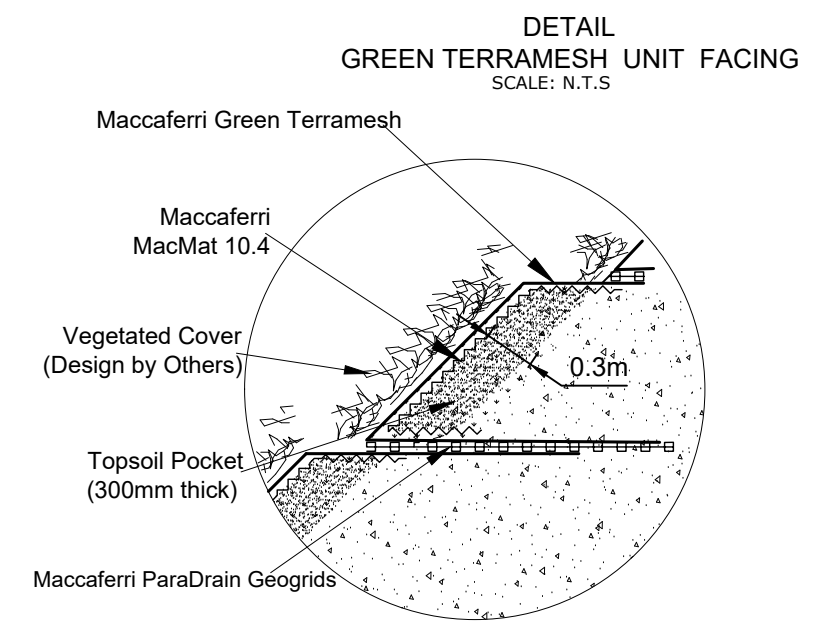 DETAIL
GREEN TERRAMESH UNIT FACING
SCALE: N.T.S
Maccaferri Green Terramesh
Maccaferri
MacMat 10.4
Vegetated Cover
(Design by Others)
0.3m
Topsoil Pocket
(300mm thick)
Maccaferri ParaDrain Geogrids